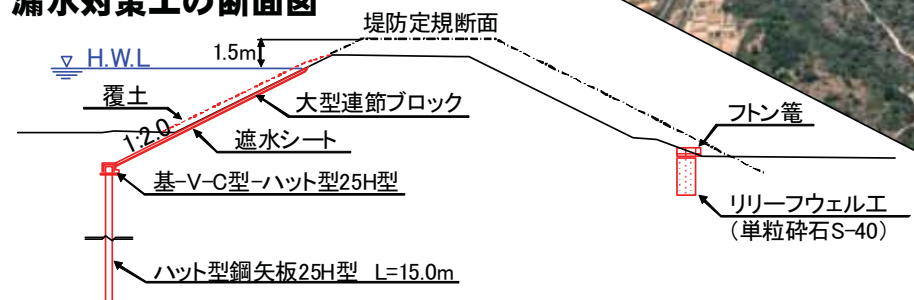 漏水対策工の断面図
堤防定規断面
H.W.L
1.5m
覆土
大型連節ブロック
1:2.0
遮水シート
フトン篭
基-V-C型-ハット型25H型
リリーフウェル工
(単粒砕石S-40)
ハット型鋼矢板25H型 L=15.0m